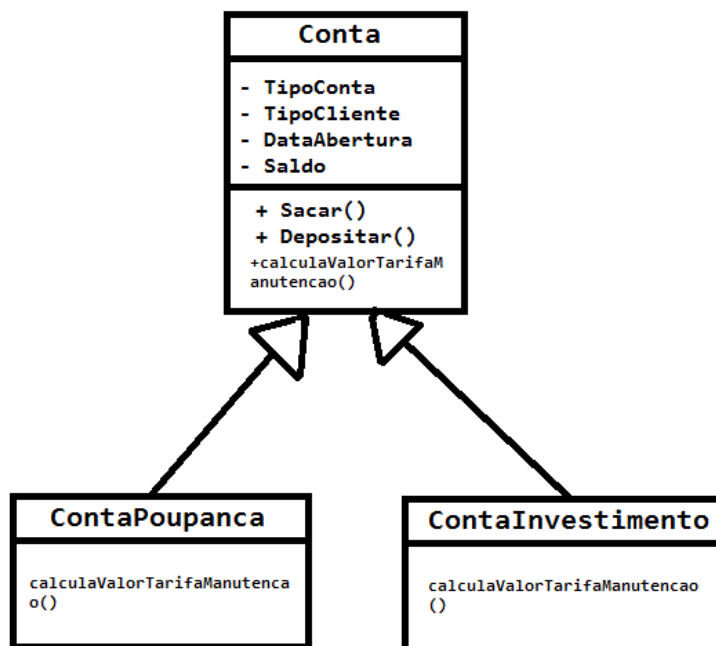 Conta
- TipoConta
- TipoCliente
- DataAbertura
- Saldo
+ Sacar()
+ Depositar()
+calculaValorTarifaM
anutencao()
ContaPoupanca
calculaValorTarifaManutenca
o()
ContaInvestimento
calculaValorTarifaManutencao
()